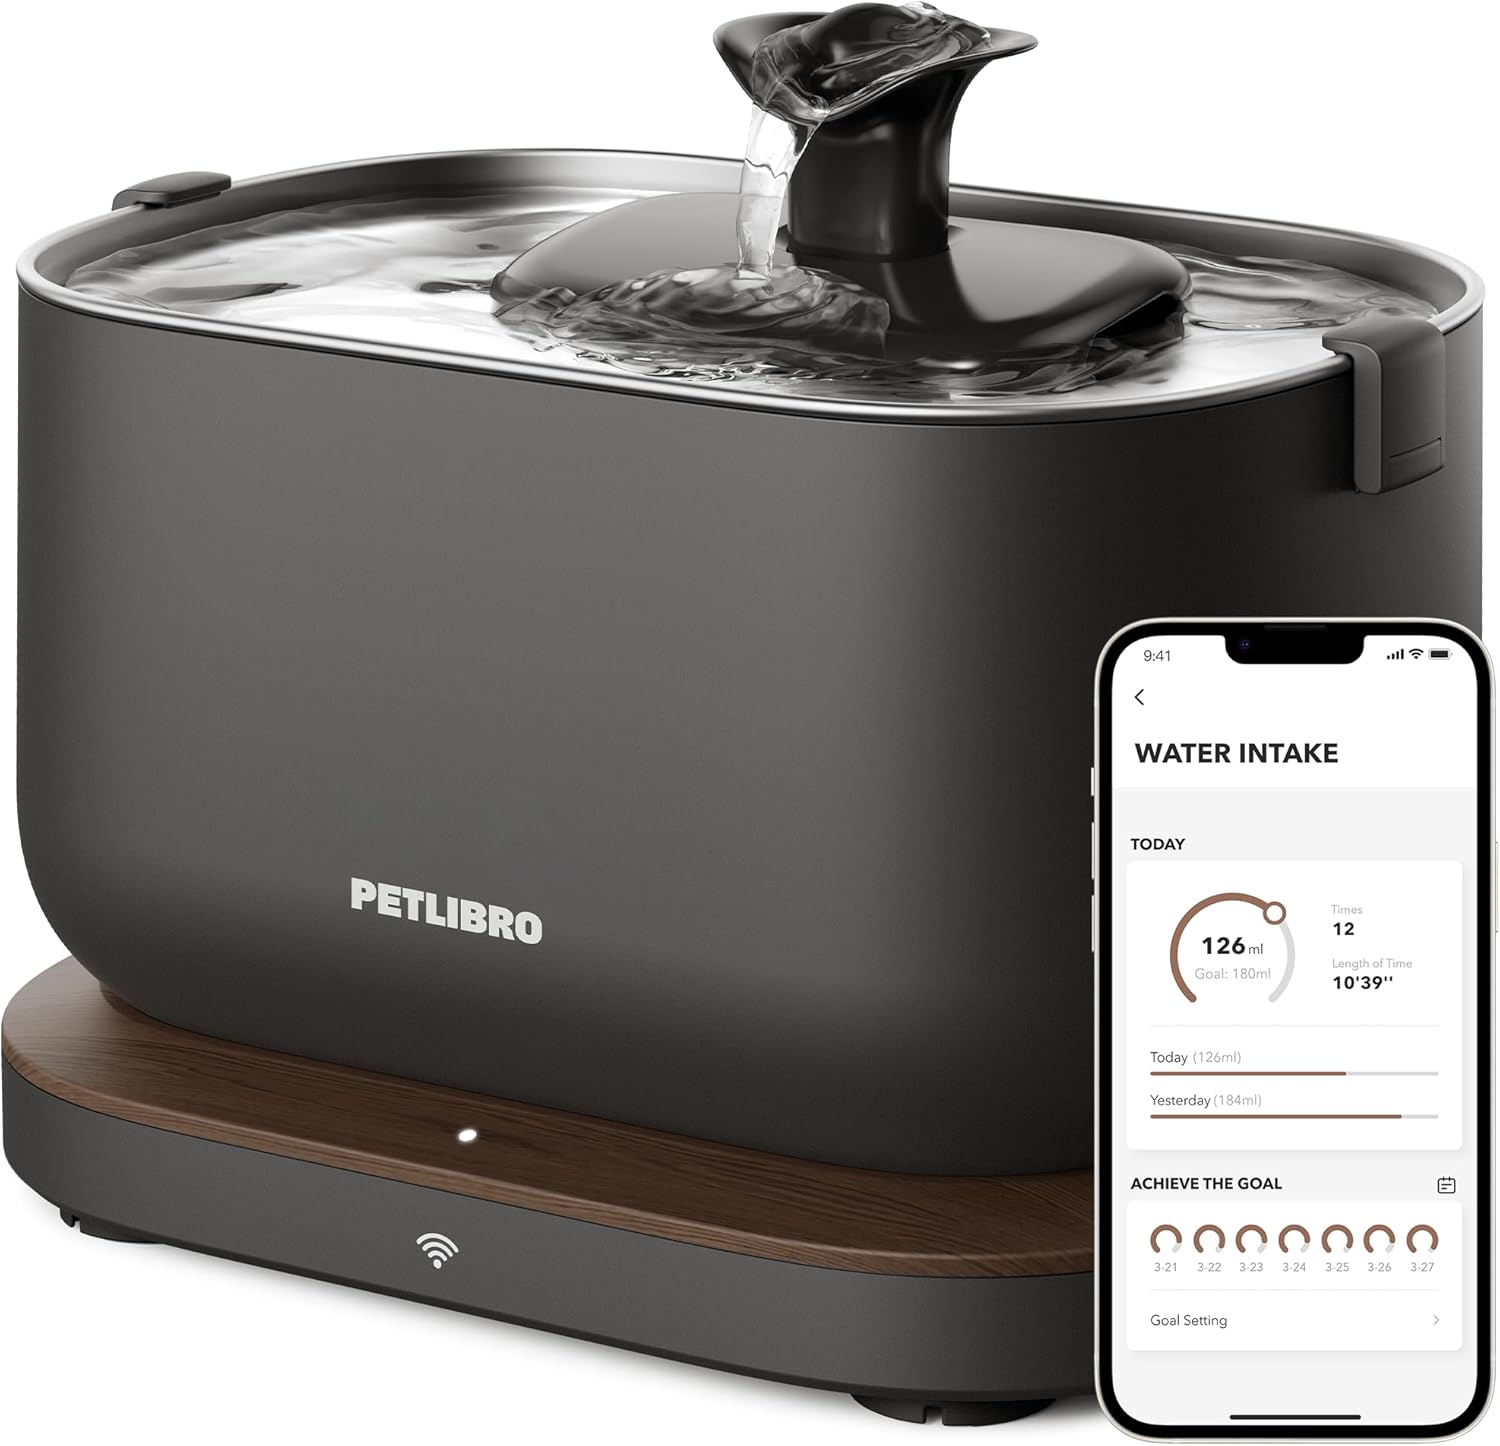 PETLIBRO
9:41
WATER INTAKE
TODAY
126 ml
Goal: 180ml
Times
12
Length of Time
10'39''
Today (126ml)
Yesterday (184ml)
ACHIEVE THE GOAL
3-21 3-22 3-23 3-24 3-25 3-26 3-27
Goal Setting